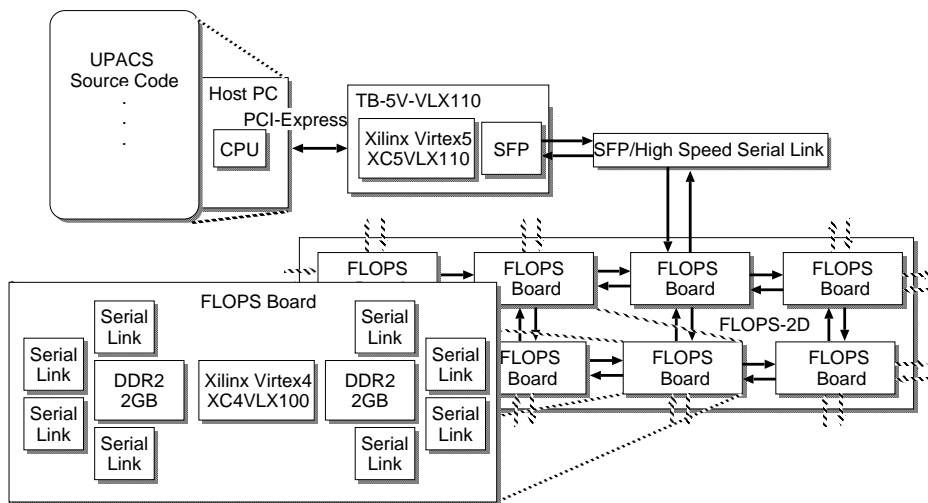 UPACS
Source Code
.
.
.
.
Host PC
CPU
PCI-Express
TB-5V-VLX110
Xilinx Virtex5
XC5VLX110
SFP
SFP/High Speed Serial Link
FLOPS
FLOPS
Board
FLOPS
Board
FLOPS
Board
FLOPS-2D
FLOPS
Board
FLOPS
Board
FLOPS
Board
FLOPS Board
Serial
Link
Serial
Link
Serial
Link
Serial
Link
DDR2
2GB
Xilinx Virtex4
XC4VLX100
DDR2
2GB
Serial
Link
Serial
Link
Serial
Link
Serial
Link